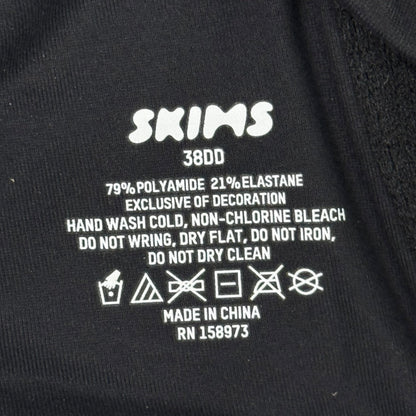 SKIMS
38DD
79% POLYAMIDE 21% ELASTANE
EXCLUSIVE OF DECORATION
HAND WASH COLD, NON-CHLORINE BLEACH
DO NOT WRING, DRY FLAT, DO NOT IRON,
DO NOT DRY CLEAN
MADE IN CHINA
RN 158973